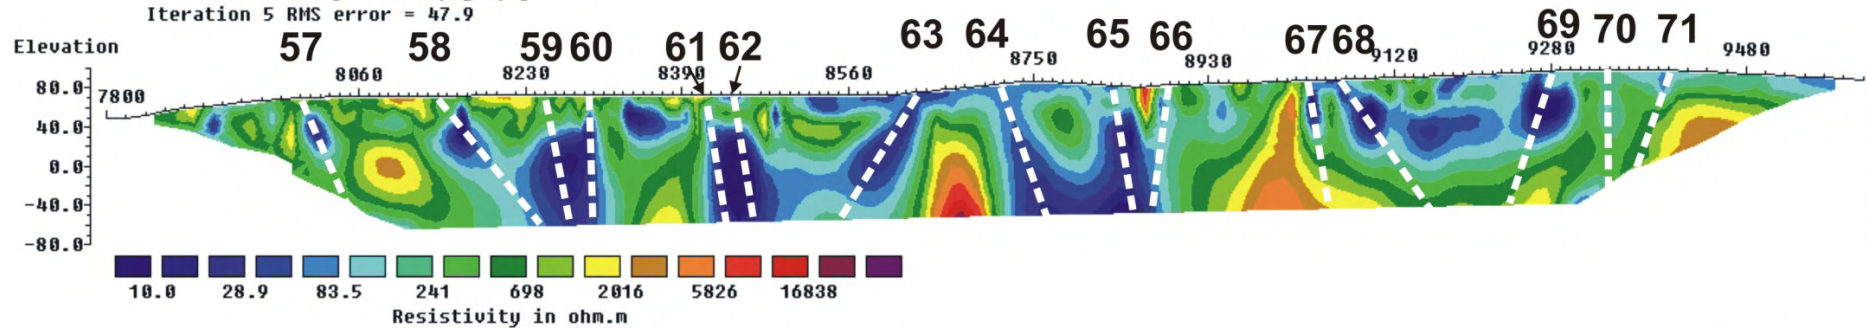 Iteration 5 RMS error = 47.9
Elevation
57 58 59 60 61 62 63 64 65 66 67 68 69 70 71
7800 8060 8230 8390 8560 8750 8930 9120 9280 9480
80.0
40.0
0.0
-40.0
-80.0
10.0 28.9 83.5 241 698 2016 5826 16838
Resistivity in ohm.m